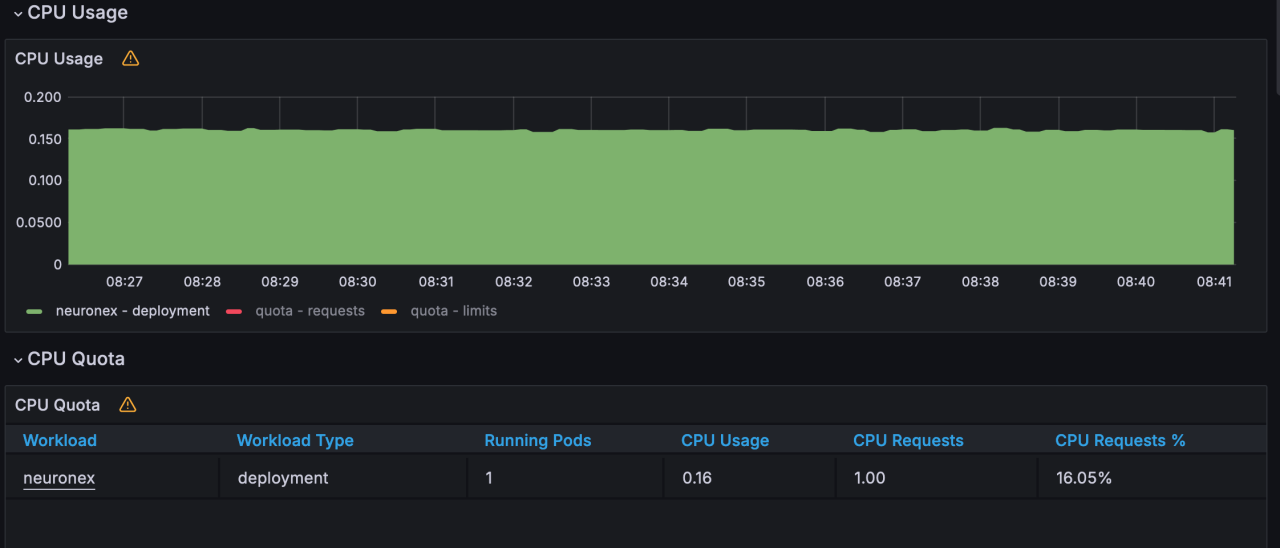 CPU Usage
CPU Usage
0.200
0.150
0.100
0.0500
0
08:27 08:28 08:29 08:30 08:31 08:32 08:33 08:34 08:35 08:36 08:37 08:38 08:39 08:40 08:41
neuronex - deployment quota - requests quota - limits
CPU Quota
CPU Quota
Workload Workload Type Running Pods CPU Usage CPU Requests CPU Requests %
neuronex deployment 1 0.16 1.00 16.05%